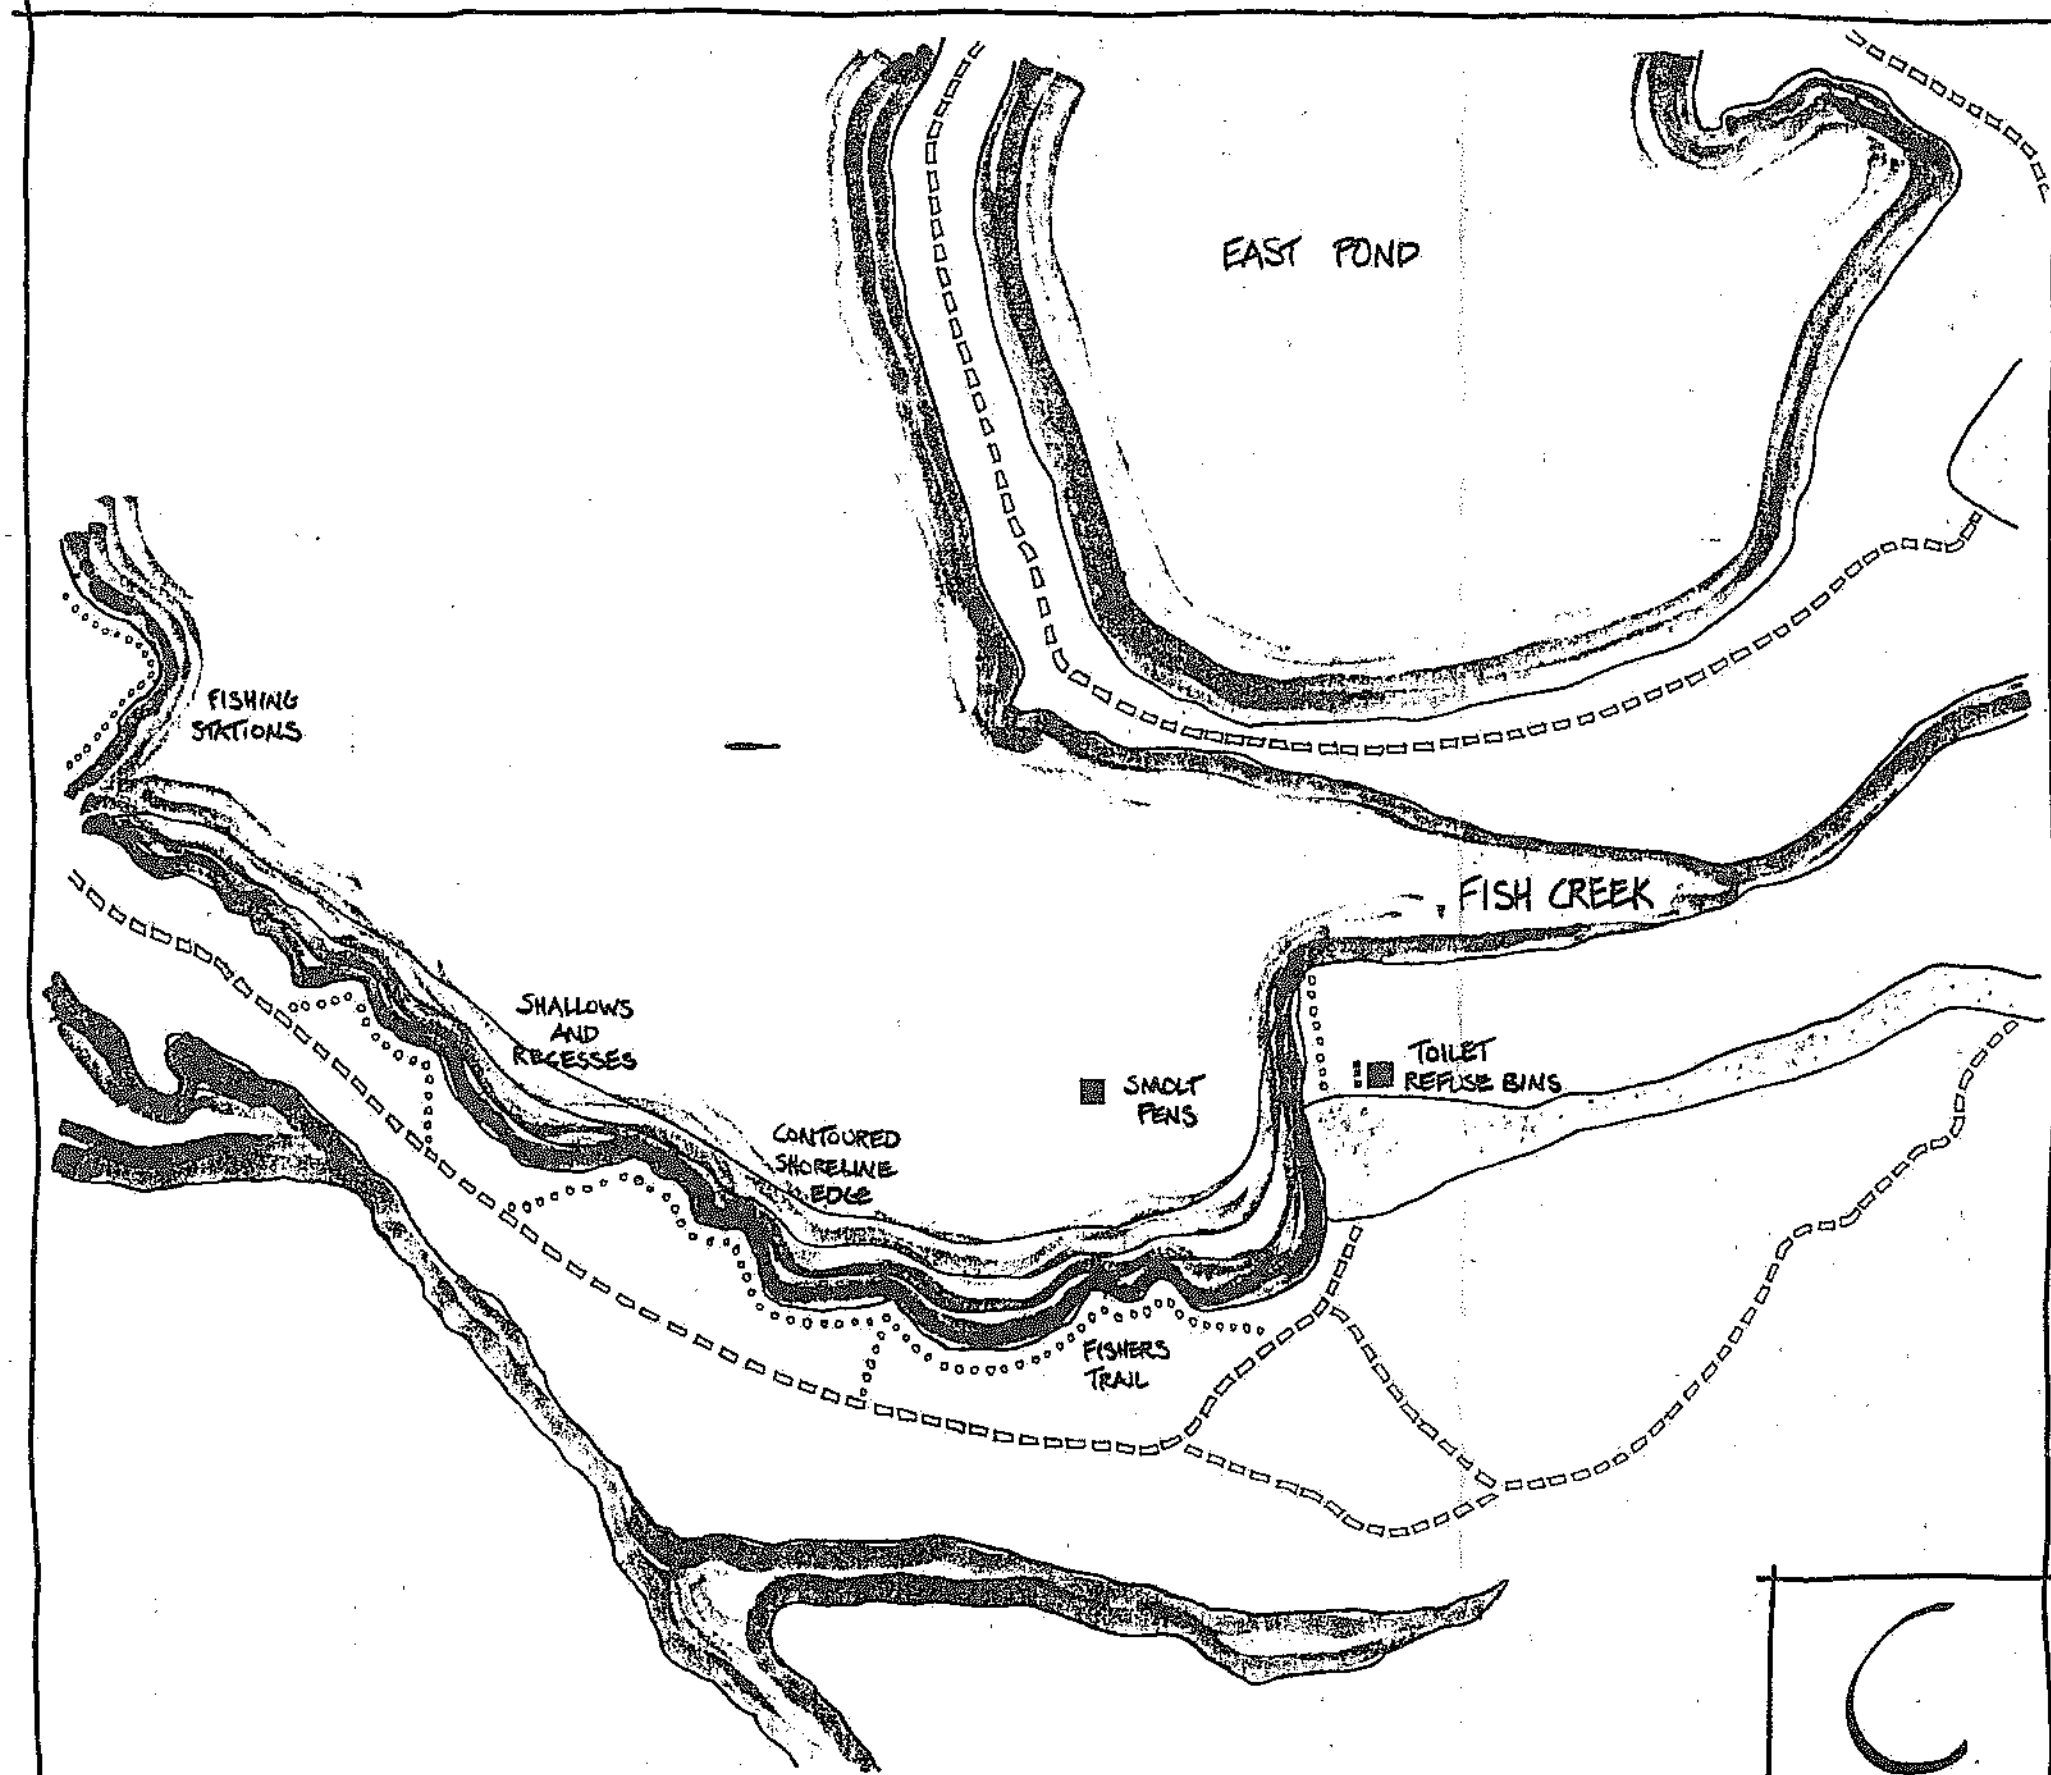 EAST POND
FISHING
STATIONS
FISH CREEK
SHALLOWS
AND
RECESSES
TOILET
REFUSE BINS
SMOLT
PENS
CONTOURED
SHORELINE
EDGE
FISHERS
TRAIL
C